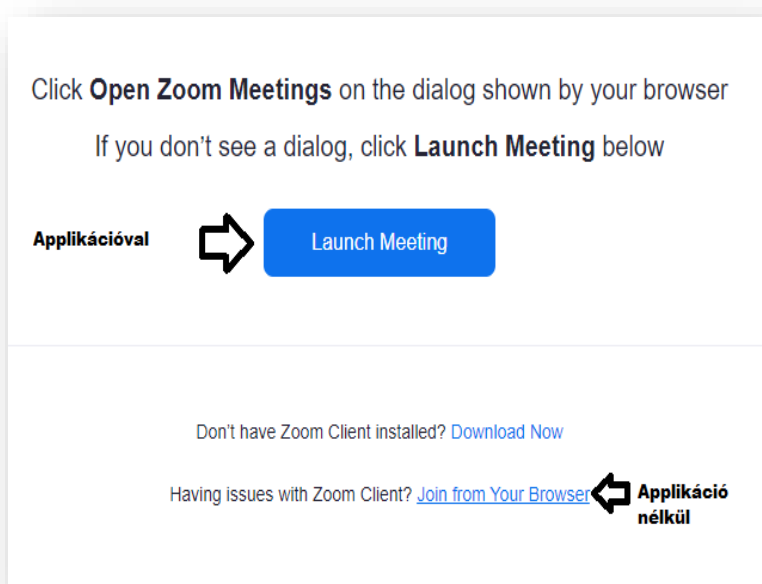 Click Open Zoom Meetings on the dialog shown by your browser
If you don't see a dialog, click Launch Meeting below
Applikációval
Launch Meeting
Don't have Zoom Client installed? Download Now
Having issues with Zoom Client? Join from Your Browser
Applikáció
nélkül